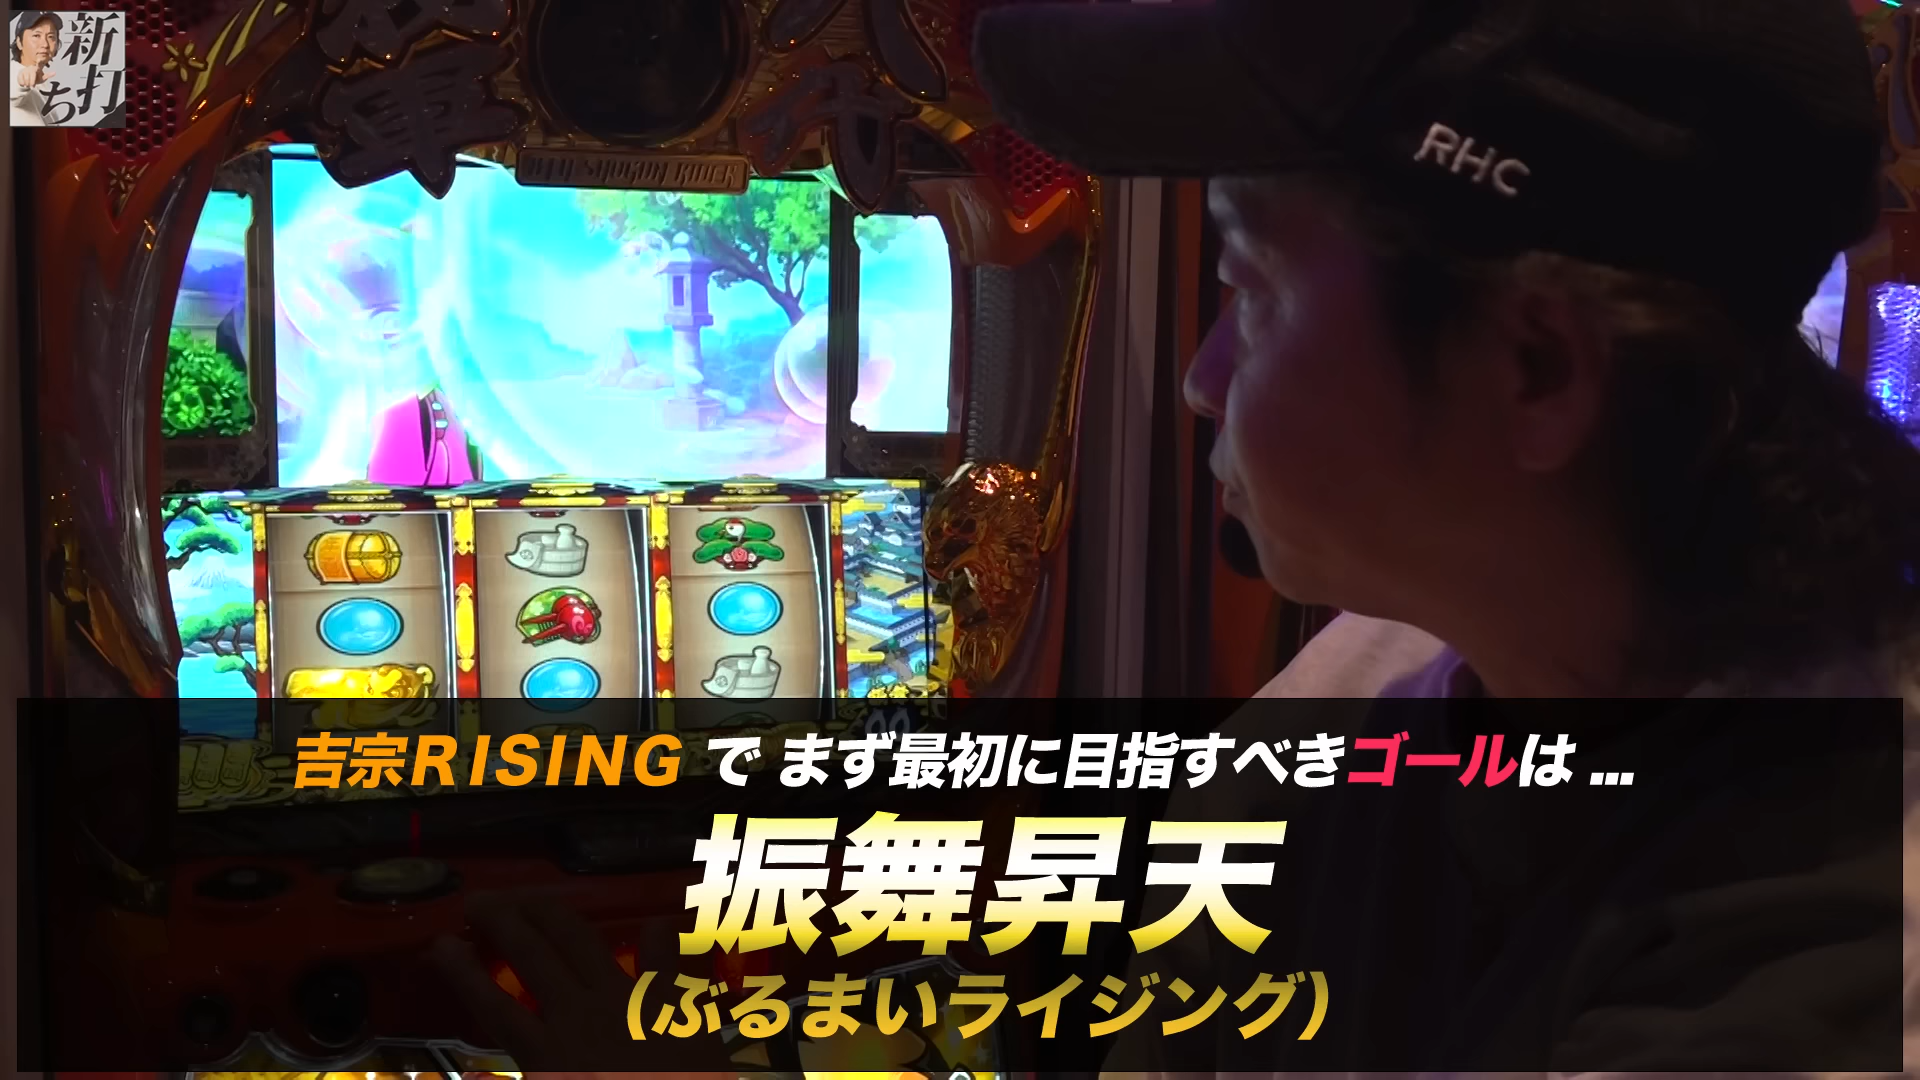 新打ち
RHC
吉宗RISING で まず最初に目指すべきゴールは ...
振舞昇天
（ぶるまいライジング）